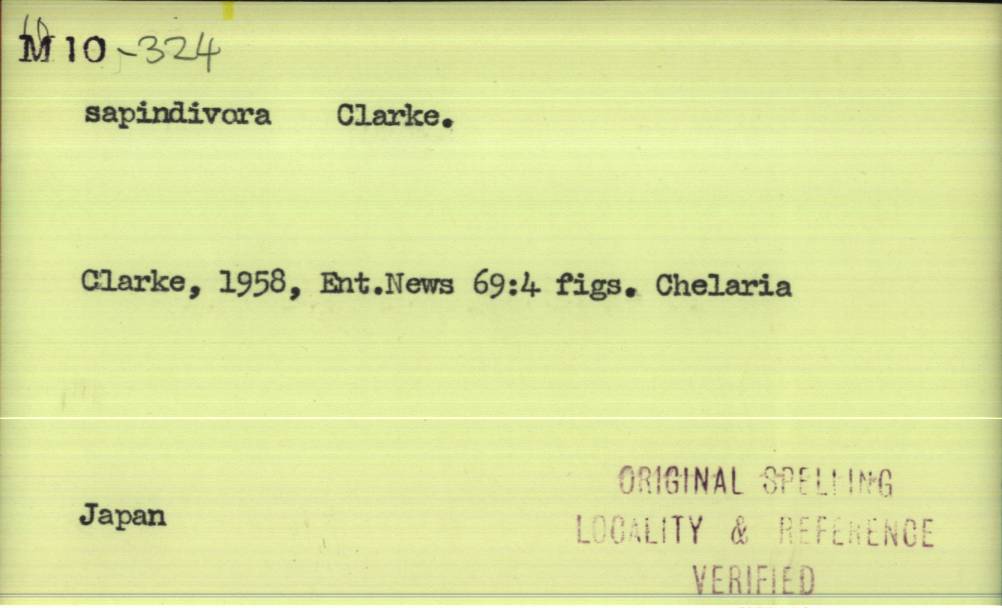 M 10 -324
sapindivora Clarke.
Clarke, 1958, Ent.News 69:4 figs. Chelaria
Japan
ORIGINAL SPELLING
LOCALITY & REFERENCE
VERIFIED